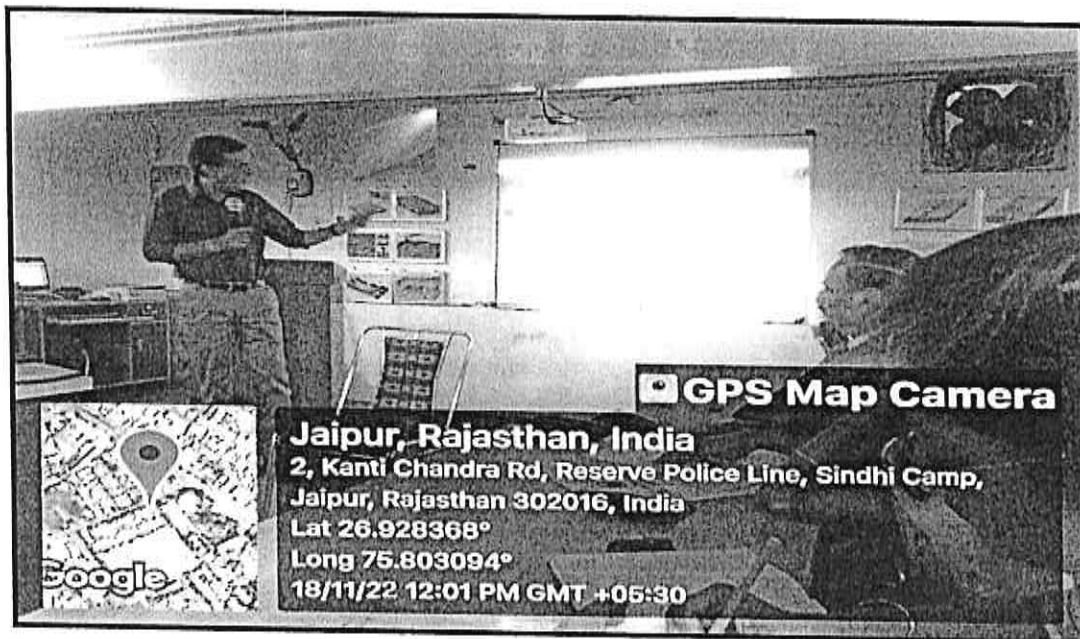 GPS Map Camera
Jaipur, Rajasthan, India
2, Kanti Chandra Rd, Reserve Police Line, Sindhi Camp,
Jaipur, Rajasthan 302016, India
Lat 26.928368°
Long 75.803094°
18/11/22 12:01 PM GMT +05:30
Google